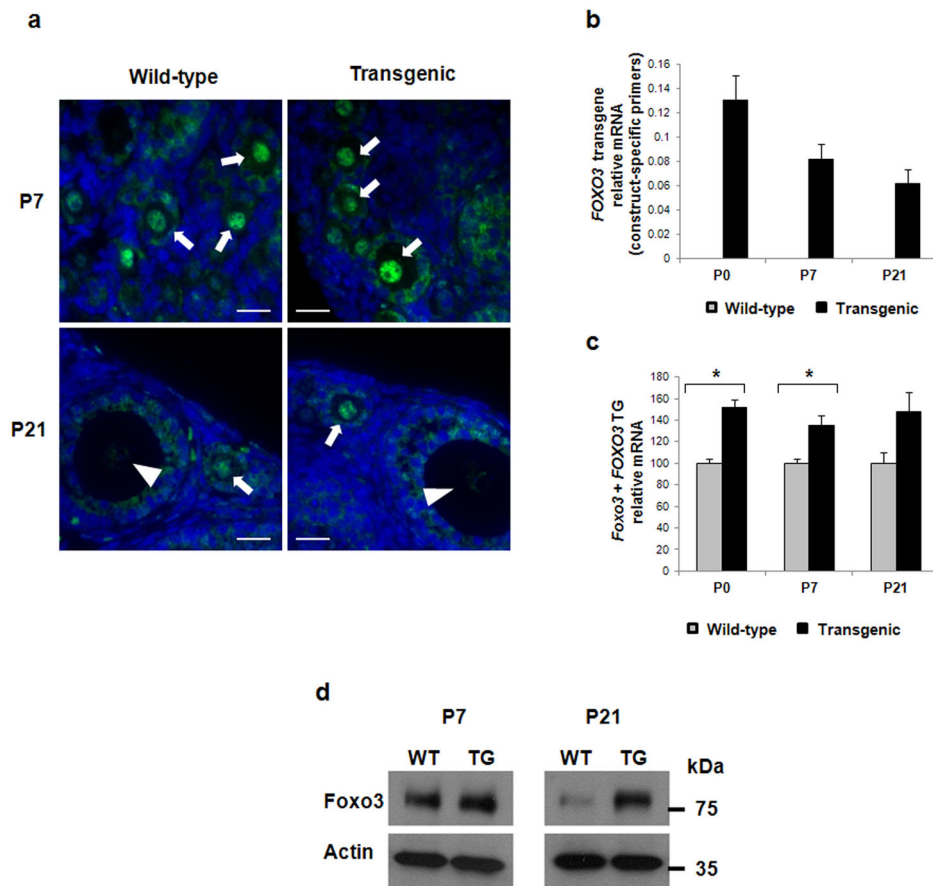 a
Wild-type Transgenic
P7
P21
b
FOXO3 transgene
relative mRNA
(construct-specific primers)
0.16
0.14
0.12
0.1
0.08
0.06
0.04
0.02
0
P0 P7 P21
Wild-type Transgenic
c
Foxo3 + FOXO3 TG
relative mRNA
160
140
120
100
80
60
40
20
0
* *
P0 P7 P21
Wild-type Transgenic
d
P7 P21
WT TG WT TG kDa
Foxo3 75
Actin 35